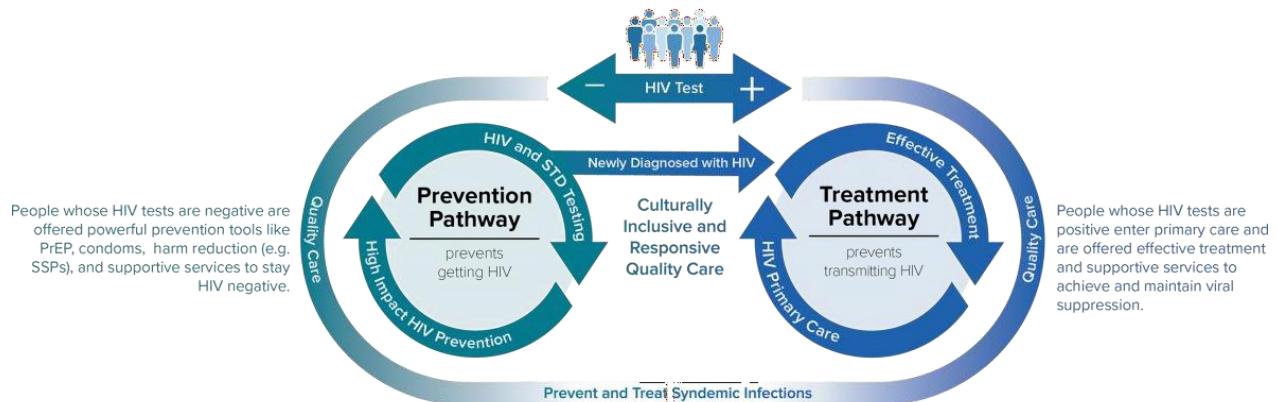 − HIV Test +
Newly Diagnosed with HIV
HIV and STD Testing
High Impact HIV Prevention
Prevention
Pathway
prevents
getting HIV
Culturally
Inclusive and
Responsive
Quality Care
Effective Treatment
HIV Primary Care
Treatment
Pathway
prevents
transmitting HIV
Quality Care
Quality Care
People whose HIV tests are negative are
offered powerful prevention tools like
PrEP, condoms, harm reduction (e.g.
SSPs), and supportive services to stay
HIV negative.
People whose HIV tests are
positive enter primary care and
are offered effective treatment
and supportive services to
achieve and maintain viral
suppression.
Prevent and Treat Syndemic Infections